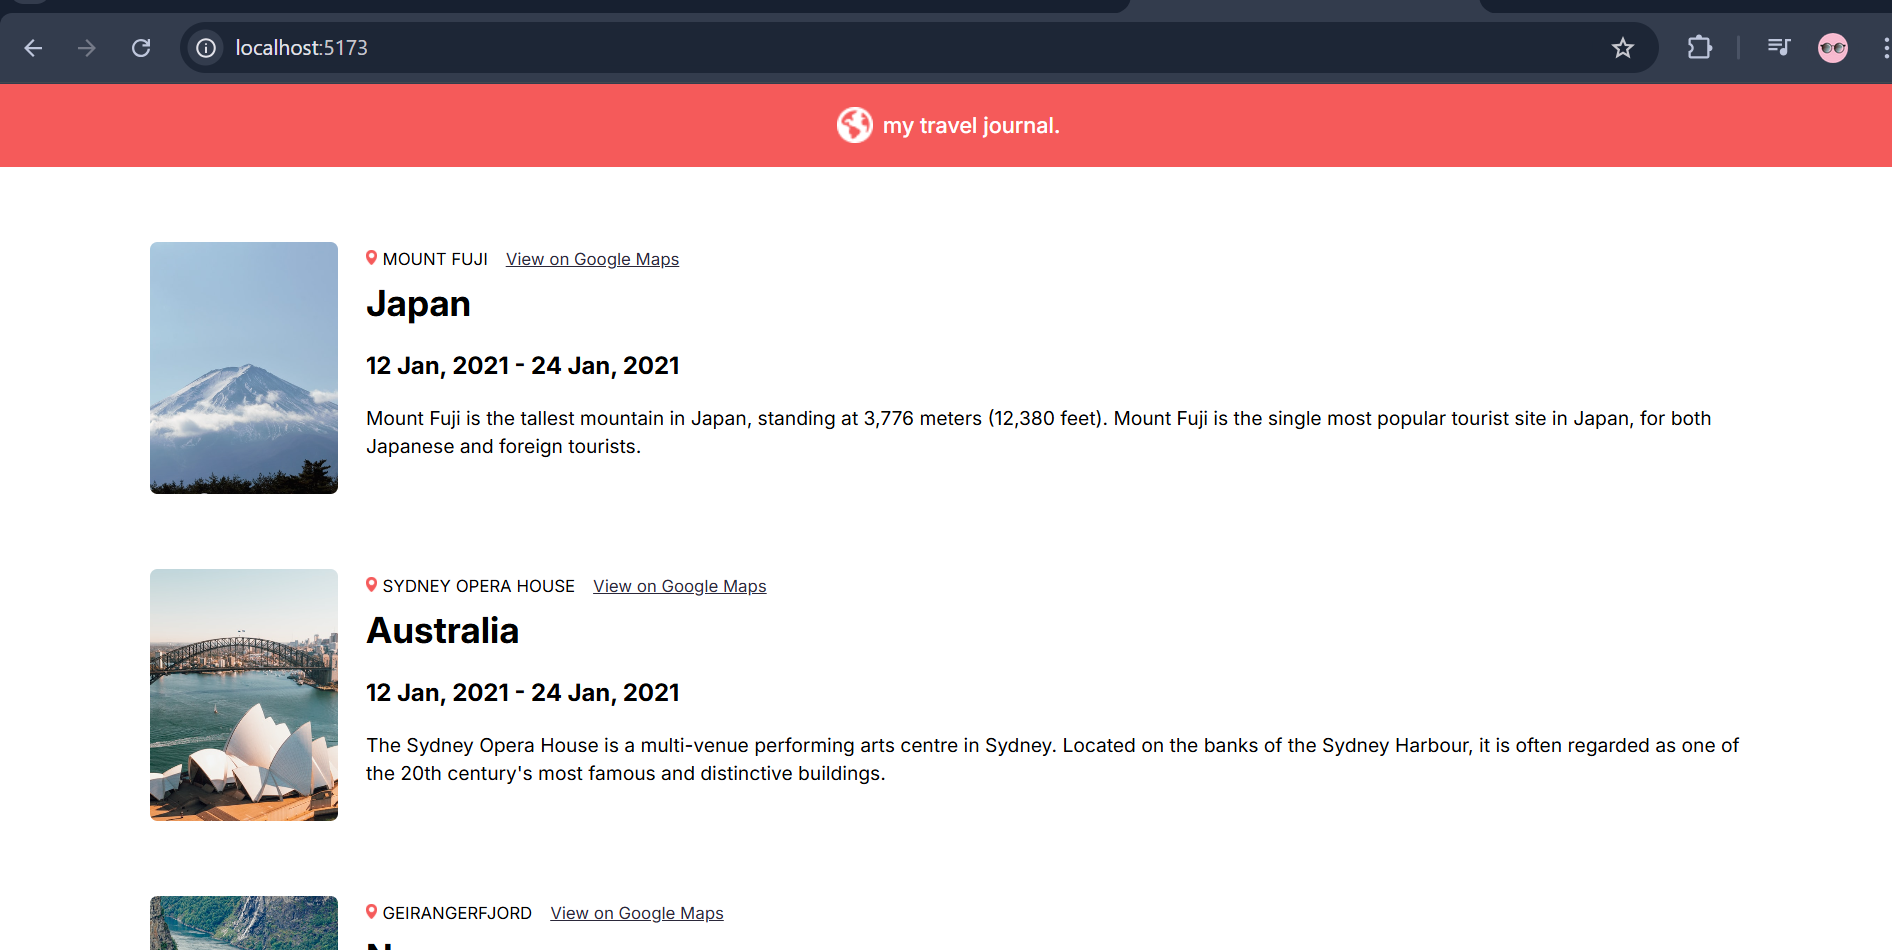 localhost:5173
my travel journal.
MOUNT FUJI View on Google Maps
Japan
12 Jan, 2021 - 24 Jan, 2021
Mount Fuji is the tallest mountain in Japan, standing at 3,776 meters (12,380 feet). Mount Fuji is the single most popular tourist site in Japan, for both
Japanese and foreign tourists.
SYDNEY OPERA HOUSE View on Google Maps
Australia
12 Jan, 2021 - 24 Jan, 2021
The Sydney Opera House is a multi-venue performing arts centre in Sydney. Located on the banks of the Sydney Harbour, it is often regarded as one of
the 20th century's most famous and distinctive buildings.
GEIRANGERFJORD View on Google Maps